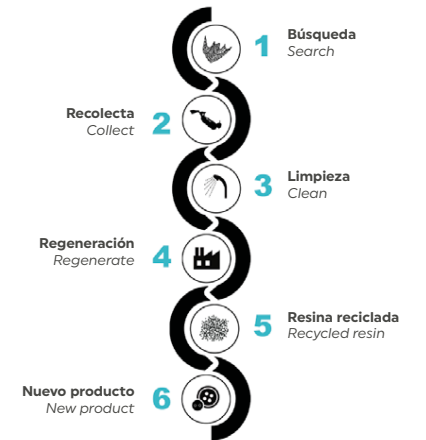 1
Búsqueda
Search
Recolecta
Collect
2
3
Limpieza
Clean
Regeneración
Regenerate
4
5
Resina reciclada
Recycled resin
Nuevo producto
New product
6